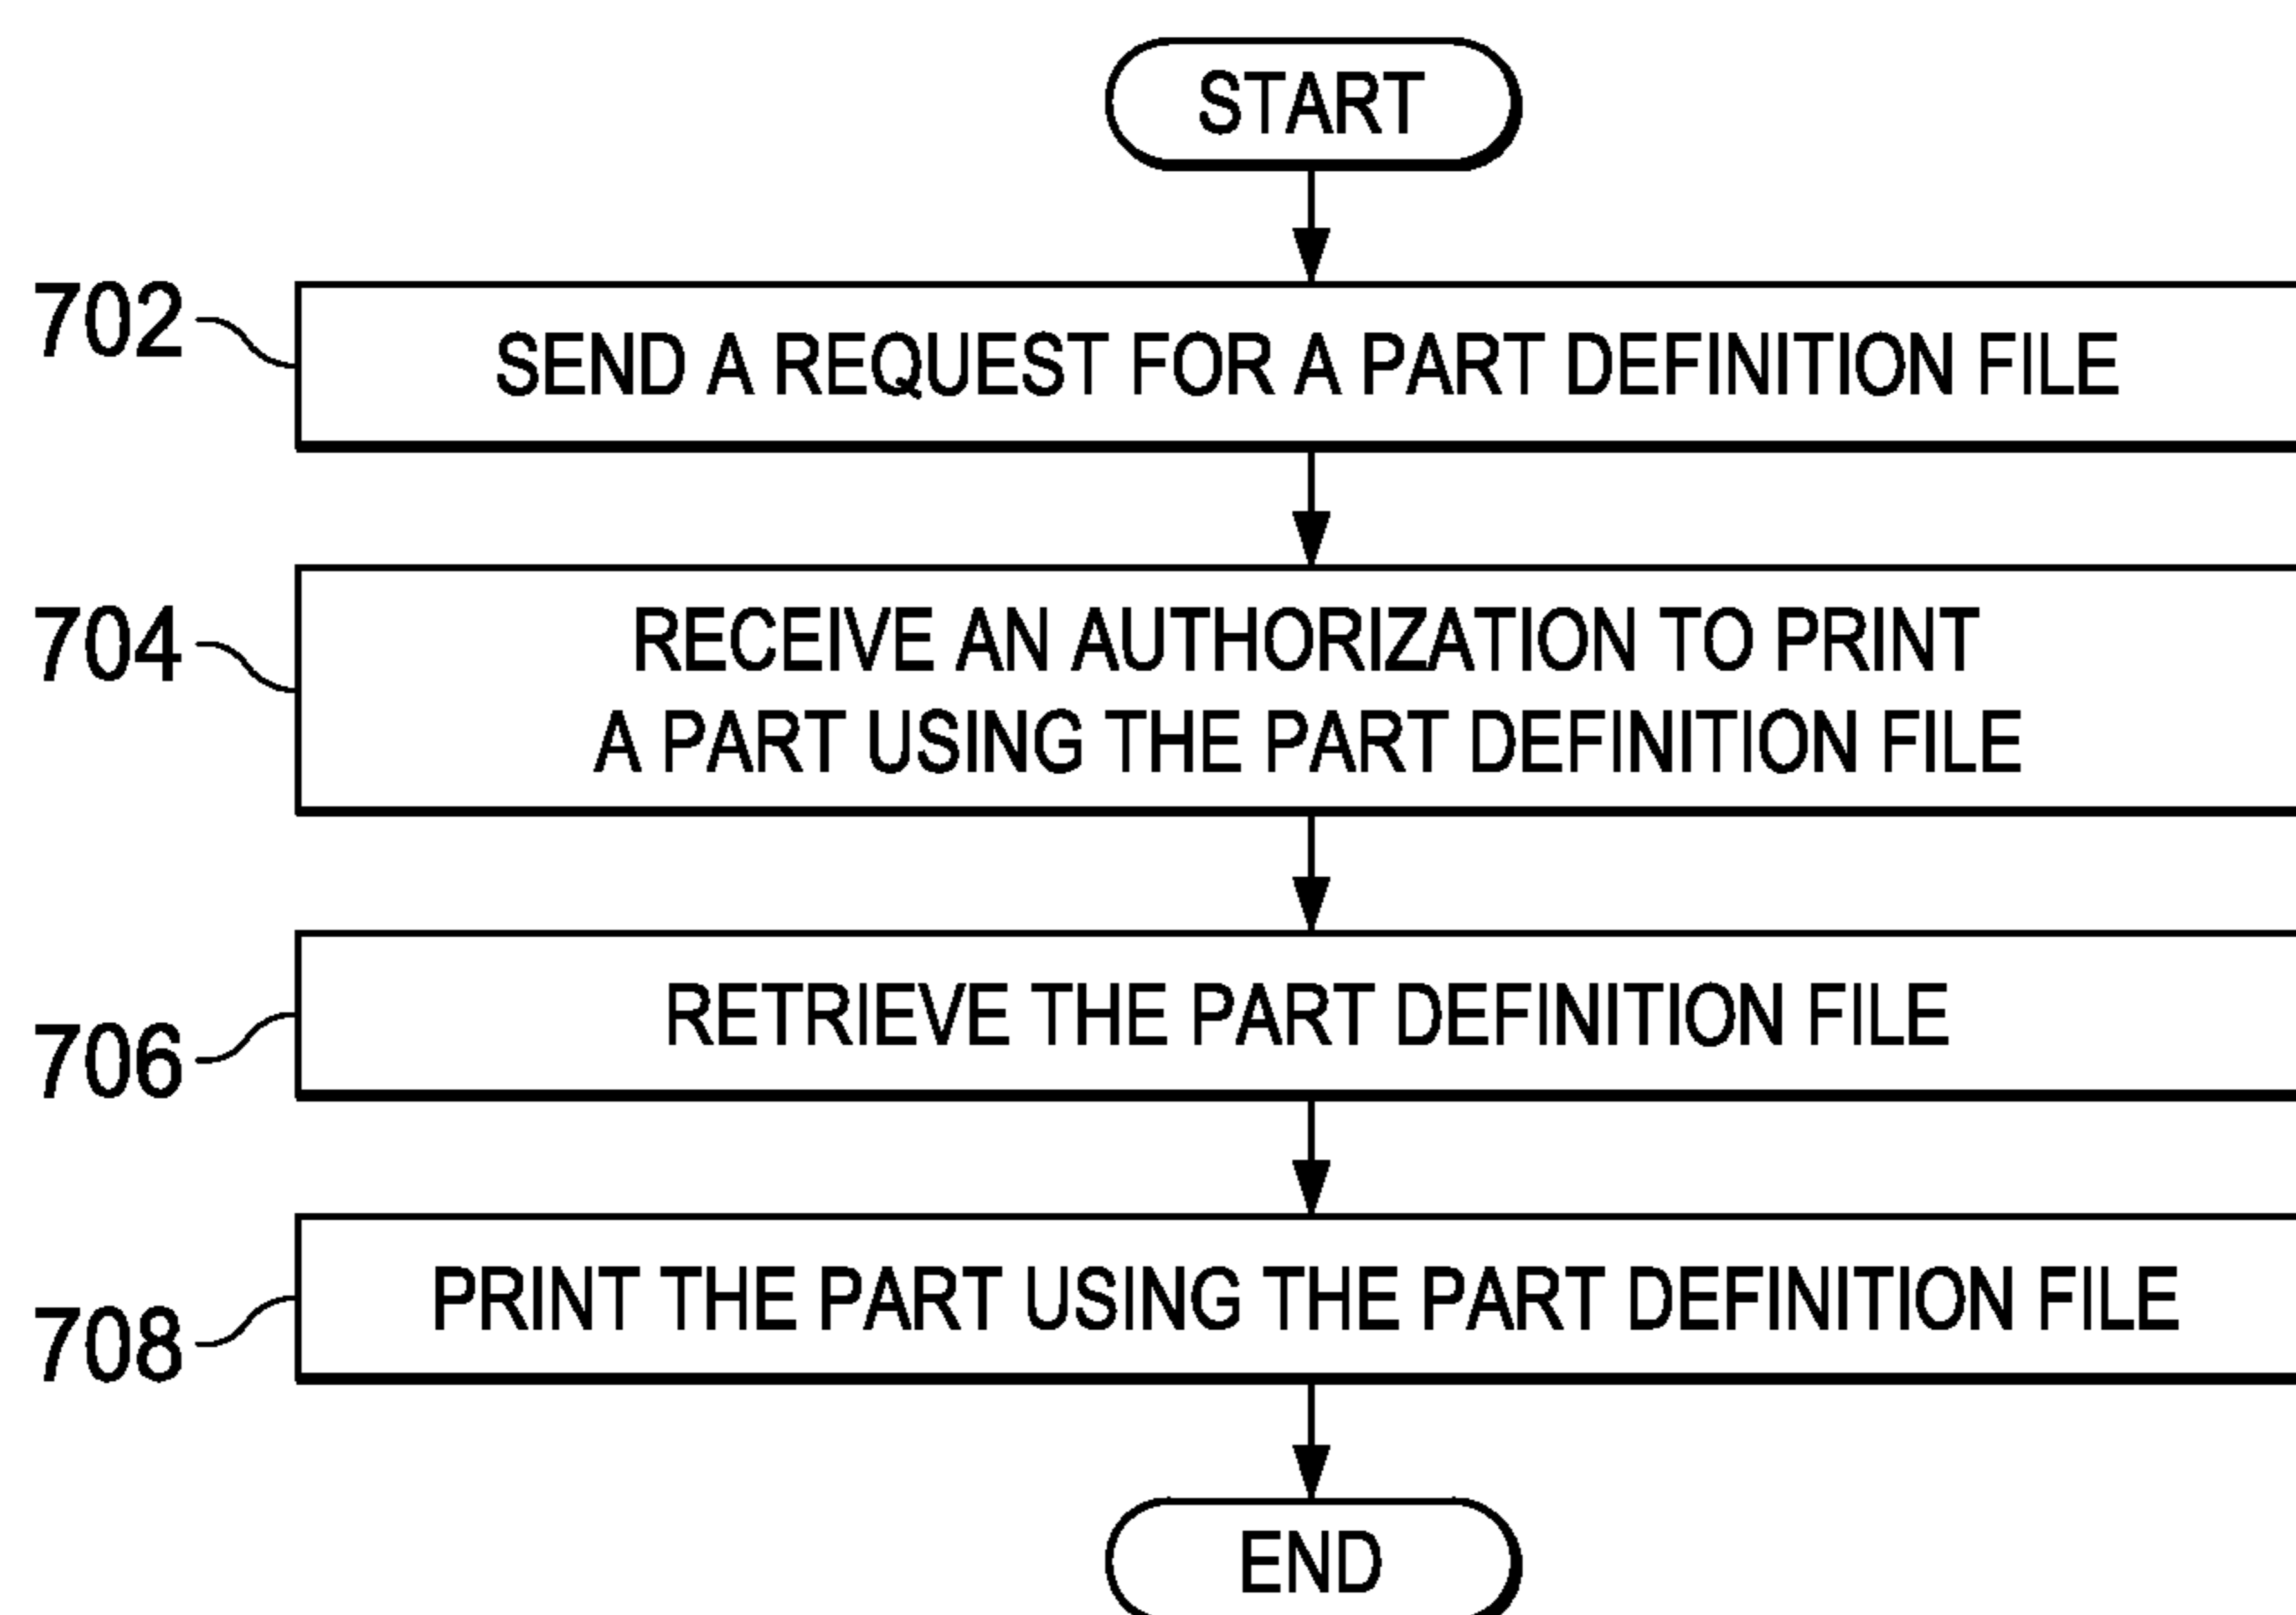 START
702
SEND A REQUEST FOR A PART DEFINITION FILE
704
RECEIVE AN AUTHORIZATION TO PRINT
A PART USING THE PART DEFINITION FILE
706
RETRIEVE THE PART DEFINITION FILE
708
PRINT THE PART USING THE PART DEFINITION FILE
END